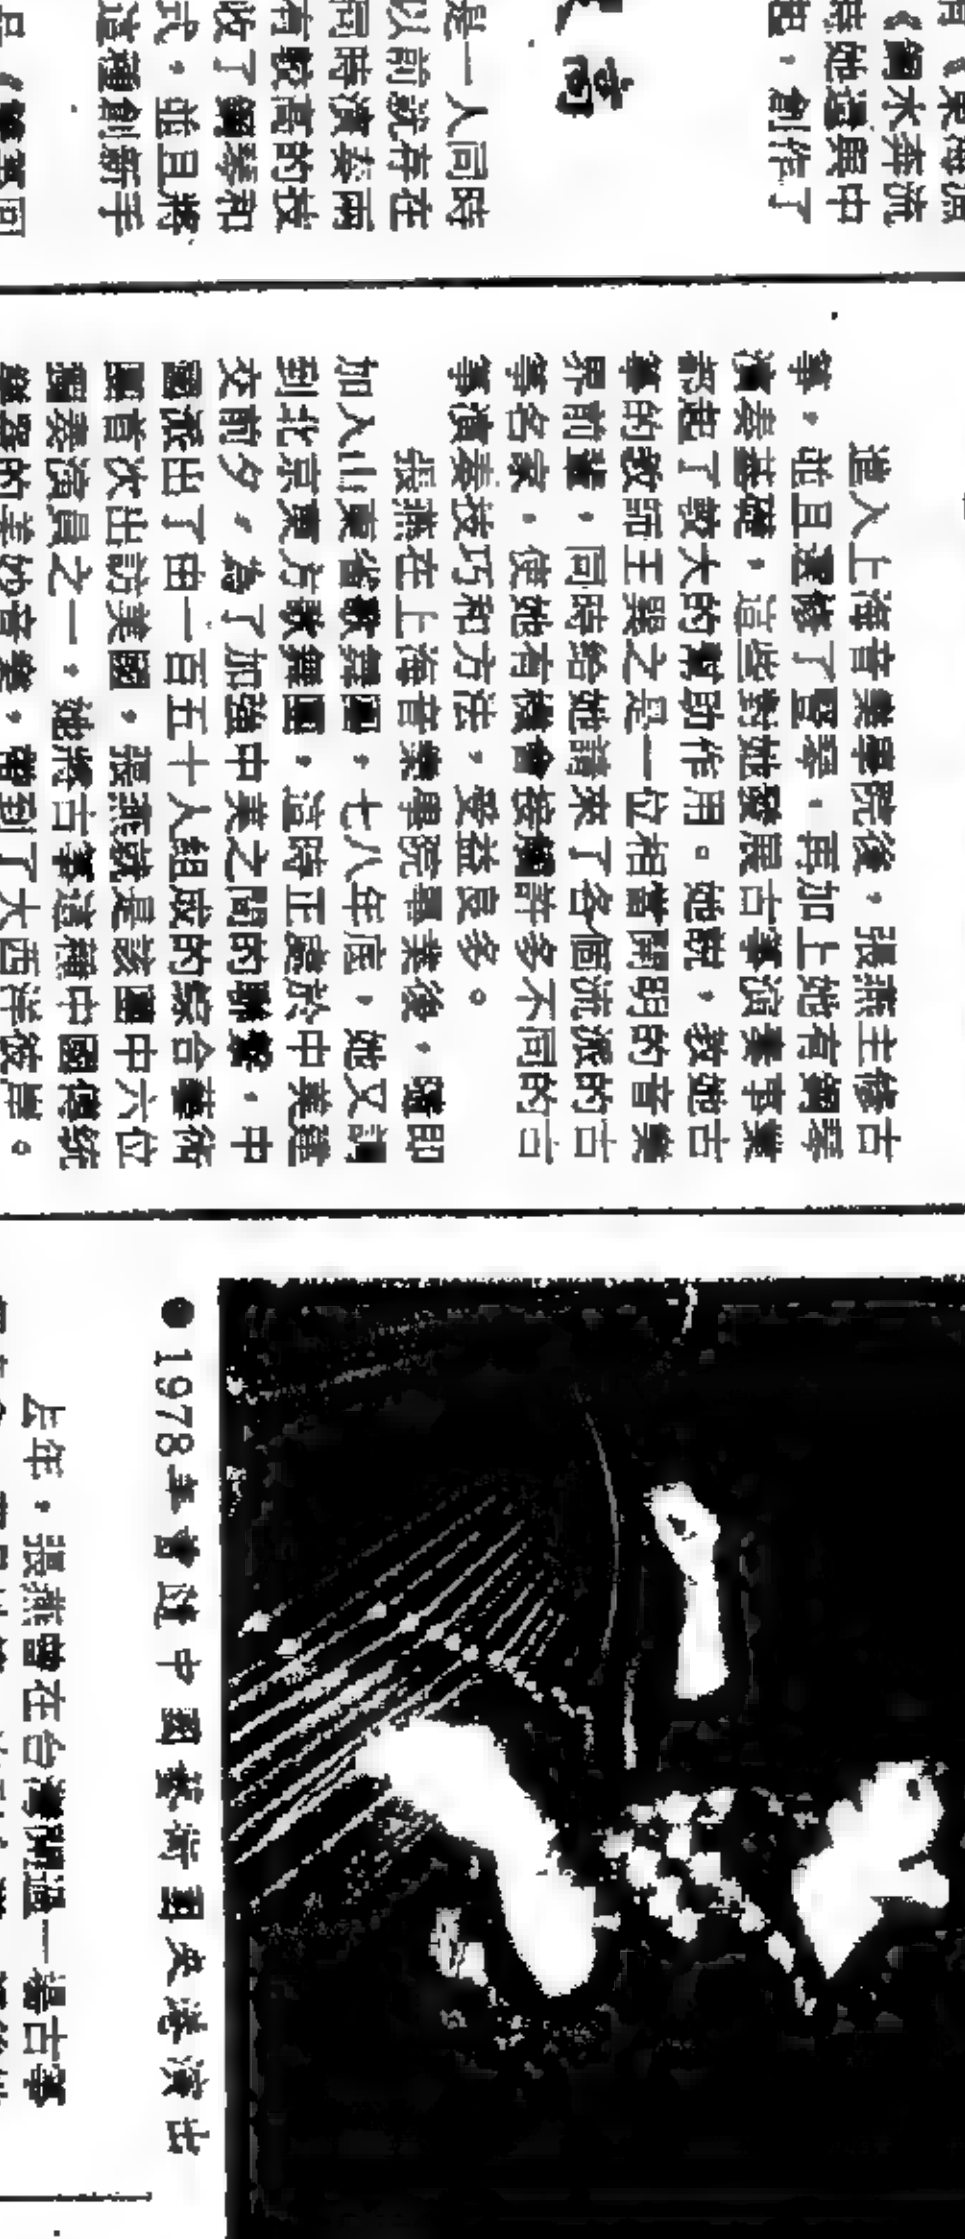 《鋼水奔流
時她還與中
起，創作了
高
是一人同時
以前就存在
同時演奏兩
有較高的技
收了鋼琴和
式，並且將
這種創新手
進入上海音樂學院後，張燕主修古
箏，並且選修了豎琴，再加上她有鋼琴
演奏基礎，這些對她發展古箏演奏事業
都起了較大的幫助作用。她說，教她古
箏的教師王巽之是一位相當開明的音樂
界前輩，同時給她請來了各個流派的古
箏名家，使她有機會接觸許多不同的古
箏演奏技巧和方法，受益良多。
張燕在上海音樂學院畢業後，隨即
加入山東省歌舞團，七八年底，她又調
到北京東方歌舞團，這時正處於中美建
交前夕，為了加強中美之間的聯繫，中
國派出了由一百五十人組成的綜合藝術
團首次出訪美國，張燕就是該團中六位
獨奏演員之一，她將古箏這種中國傳統
樂器的美妙音樂，帶到了大西洋彼岸。
●1978年曾隨中國藝術團來港演出
去年，張燕曾在台灣開過一場古箏